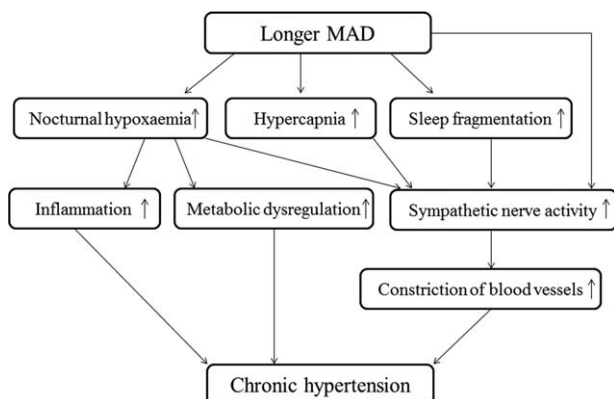 Longer MAD
Nocturnal hypoxaemia↑
Hypercapnia ↑
Sleep fragmentation ↑
Inflammation ↑
Metabolic dysregulation↑
Sympathetic nerve activity ↑
Constriction of blood vessels ↑
Chronic hypertension